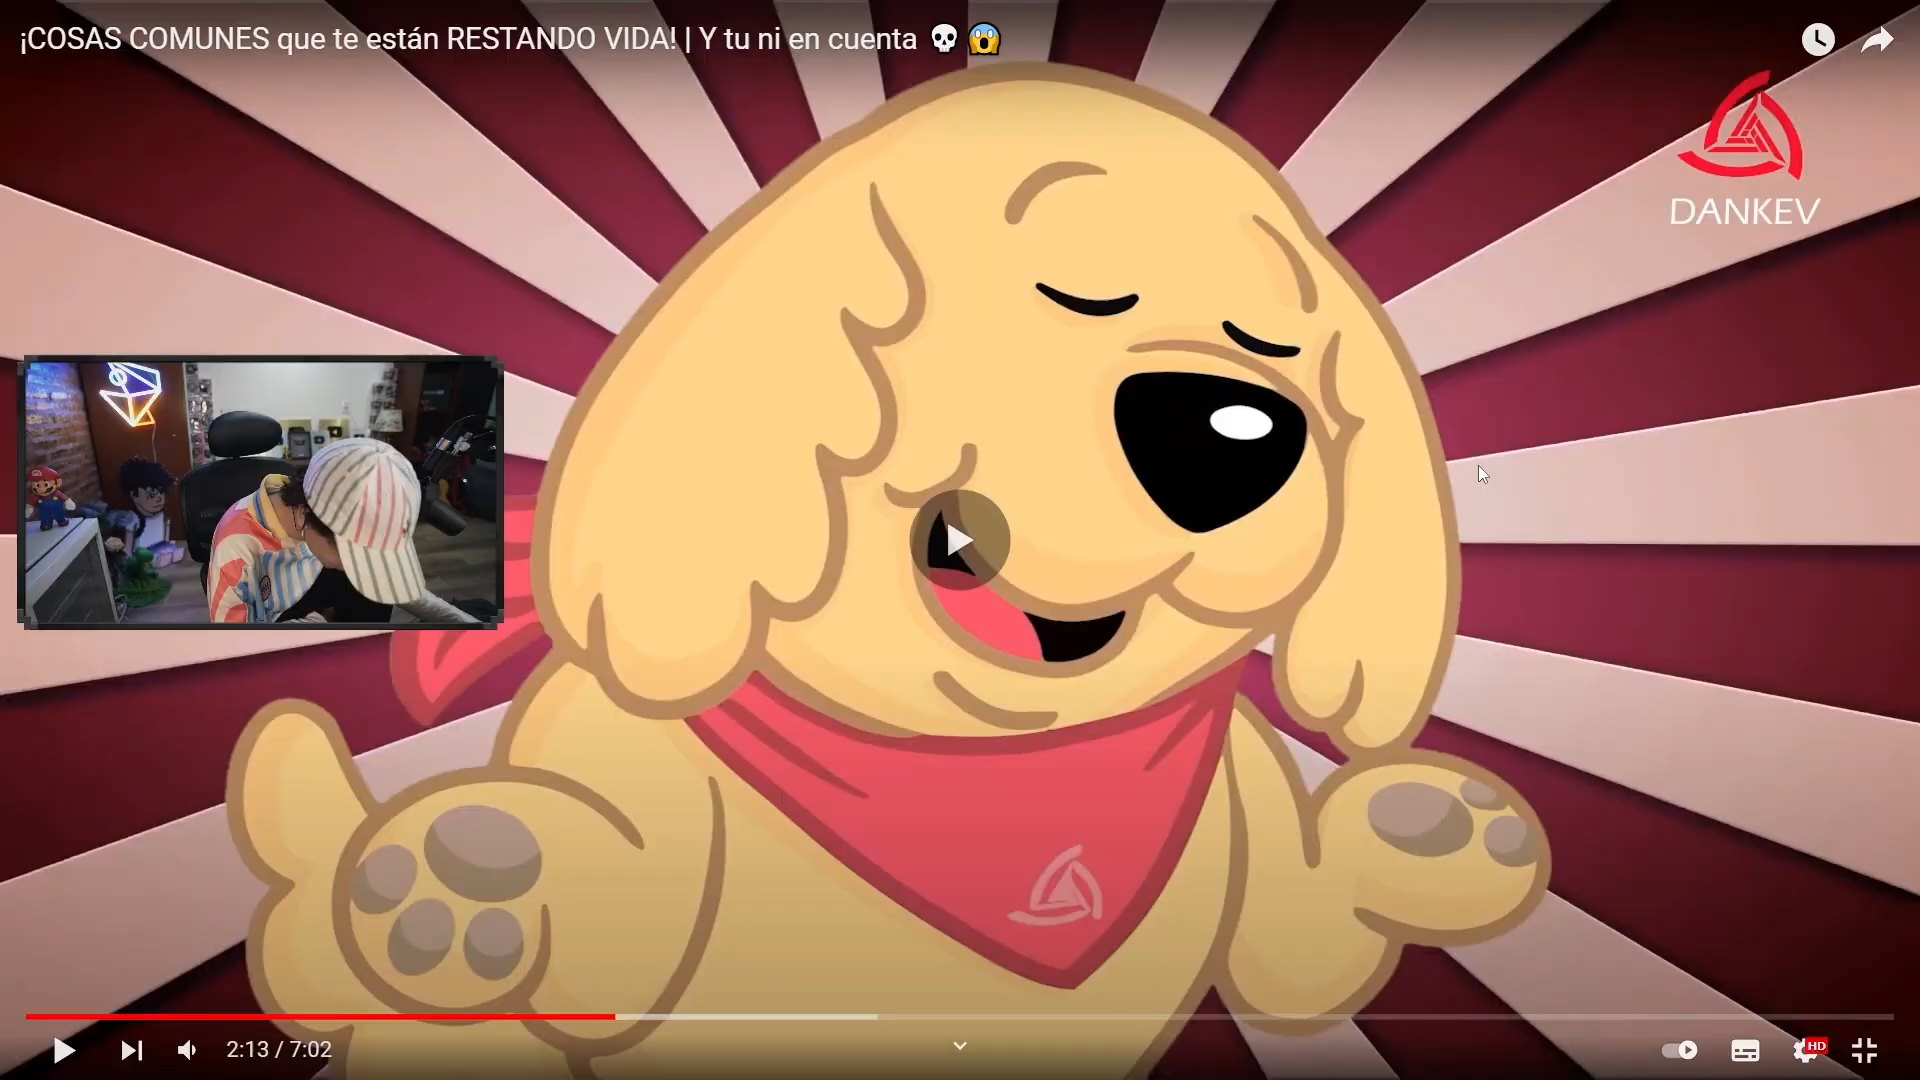 ¡COSAS COMUNES que te están RESTANDO VIDA! | Y tu ni en cuenta 💀😱
DANKEV
2:13 / 7:02
HD